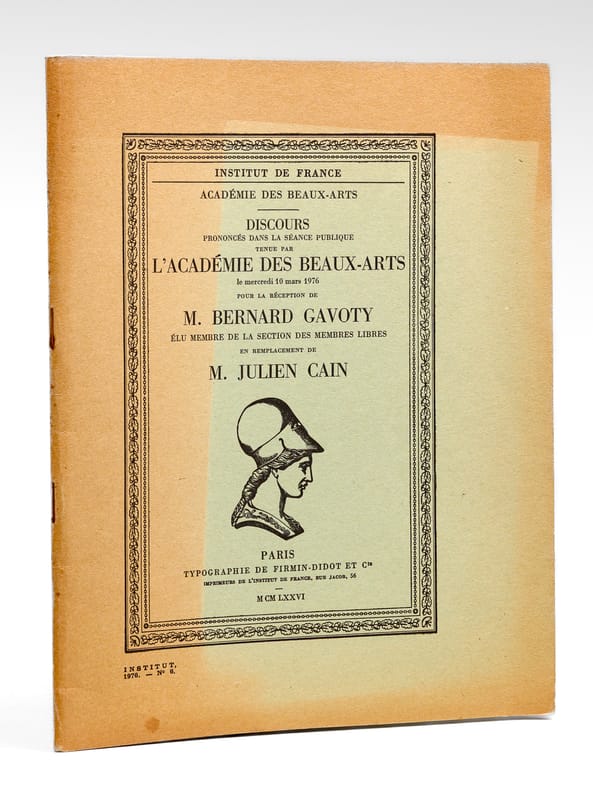 INSTITUT DE FRANCE
ACADÉMIE DES BEAUX-ARTS
DISCOURS
PRONONCÉS DANS LA SÉANCE PUBLIQUE
TENUE PAR
L'ACADÉMIE DES BEAUX-ARTS
le mercredi 10 mars 1976
POUR LA RÉCEPTION DE
M. BERNARD GAVOTY
ÉLU MEMBRE DE LA SECTION DES MEMBRES LIBRES
EN REMPLACEMENT DE
M. JULIEN CAIN
PARIS
TYPOGRAPHIE DE FIRMIN-DIDOT ET Cie
IMPRIMEURS DE L'INSTITUT DE FRANCE, RUE JACOB, 56
MCMLXXVI
INSTITUT,
1976. — N° 6.